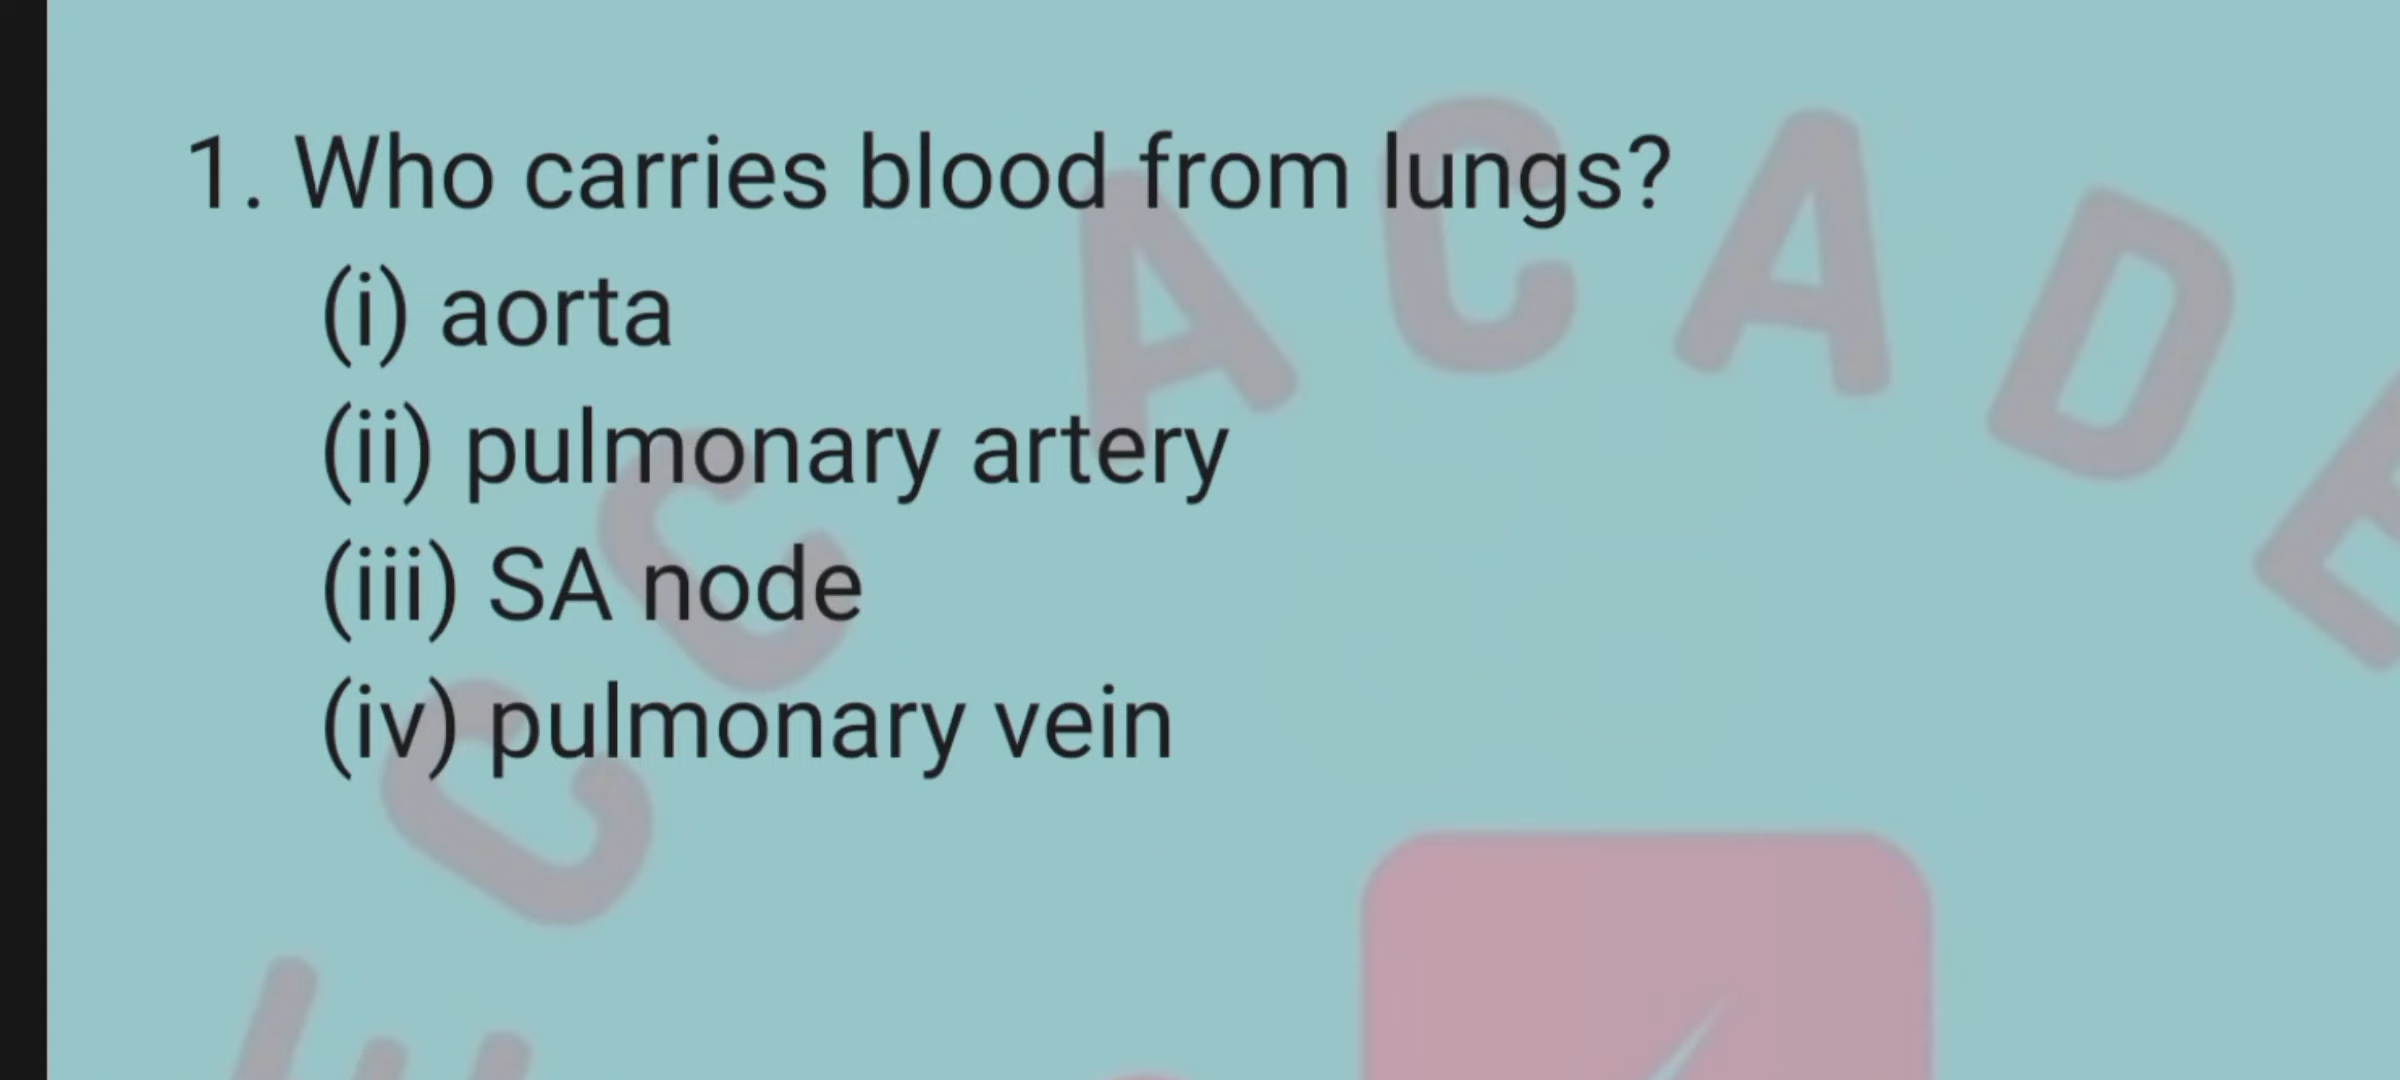 1. Who carries blood from lungs?
(i) aorta
(ii) pulmonary artery
(iii) SA node
(iv) pulmonary vein